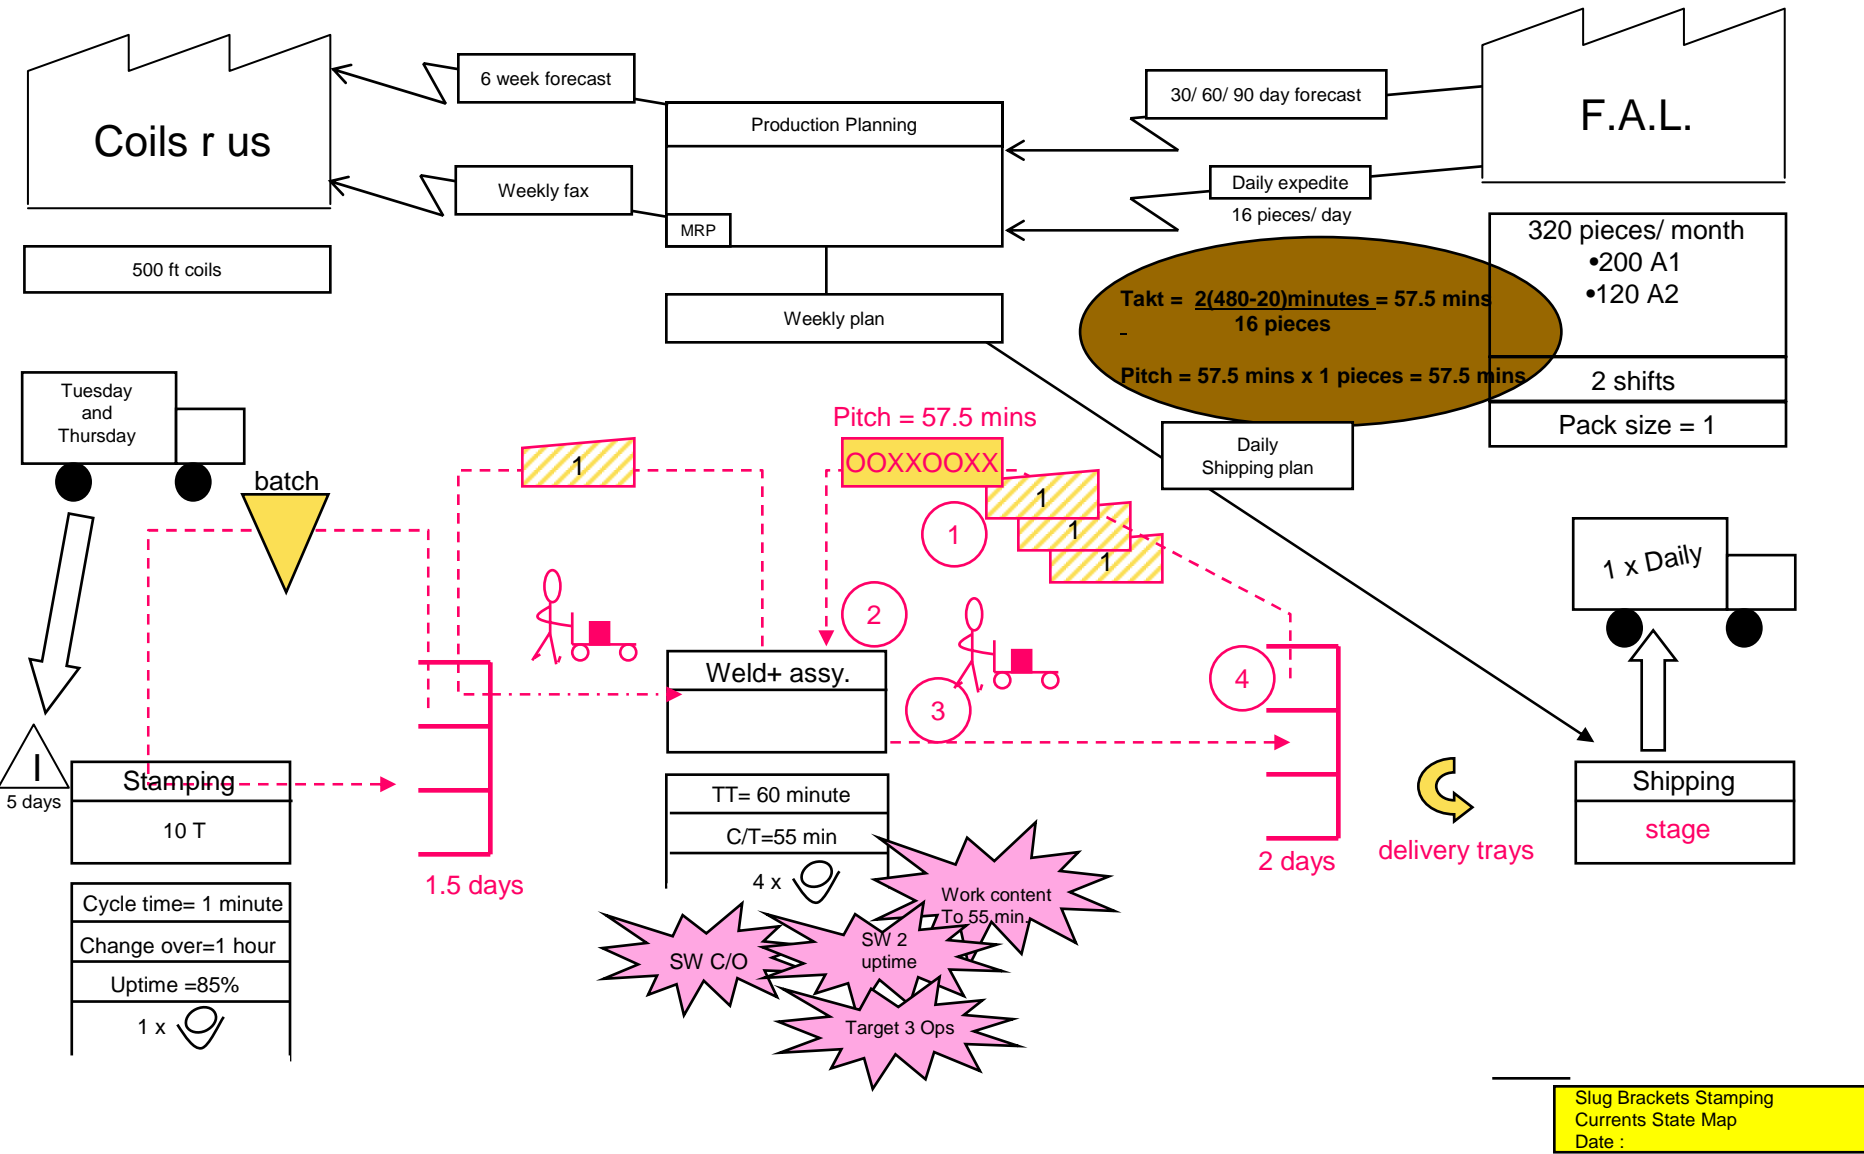 6 week forecast
30/ 60/ 90 day forecast
Coils r us
Production Planning
F.A.L.
Weekly fax
Daily expedite
16 pieces/ day
MRP
320 pieces/ month
•200 A1
•120 A2
500 ft coils
Takt = 2(480-20)minutes = 57.5 mins
16 pieces
Weekly plan
Pitch = 57.5 mins x 1 pieces = 57.5 mins
2 shifts
Pack size = 1
Tuesday
and
Thursday
Pitch = 57.5 mins
Daily
Shipping plan
batch
1
OOXXOOXX
1
1
1
1
1 x Daily
2
Weld+ assy.
3
4
I
5 days
Stamping
10 T
TT= 60 minute
C/T=55 min
4 x
1.5 days
2 days
delivery trays
Shipping
stage
Cycle time= 1 minute
Change over=1 hour
Uptime =85%
1 x
Work content
To 55 min.
SW C/O
SW 2
uptime
Target 3 Ops
Slug Brackets Stamping
Currents State Map
Date :